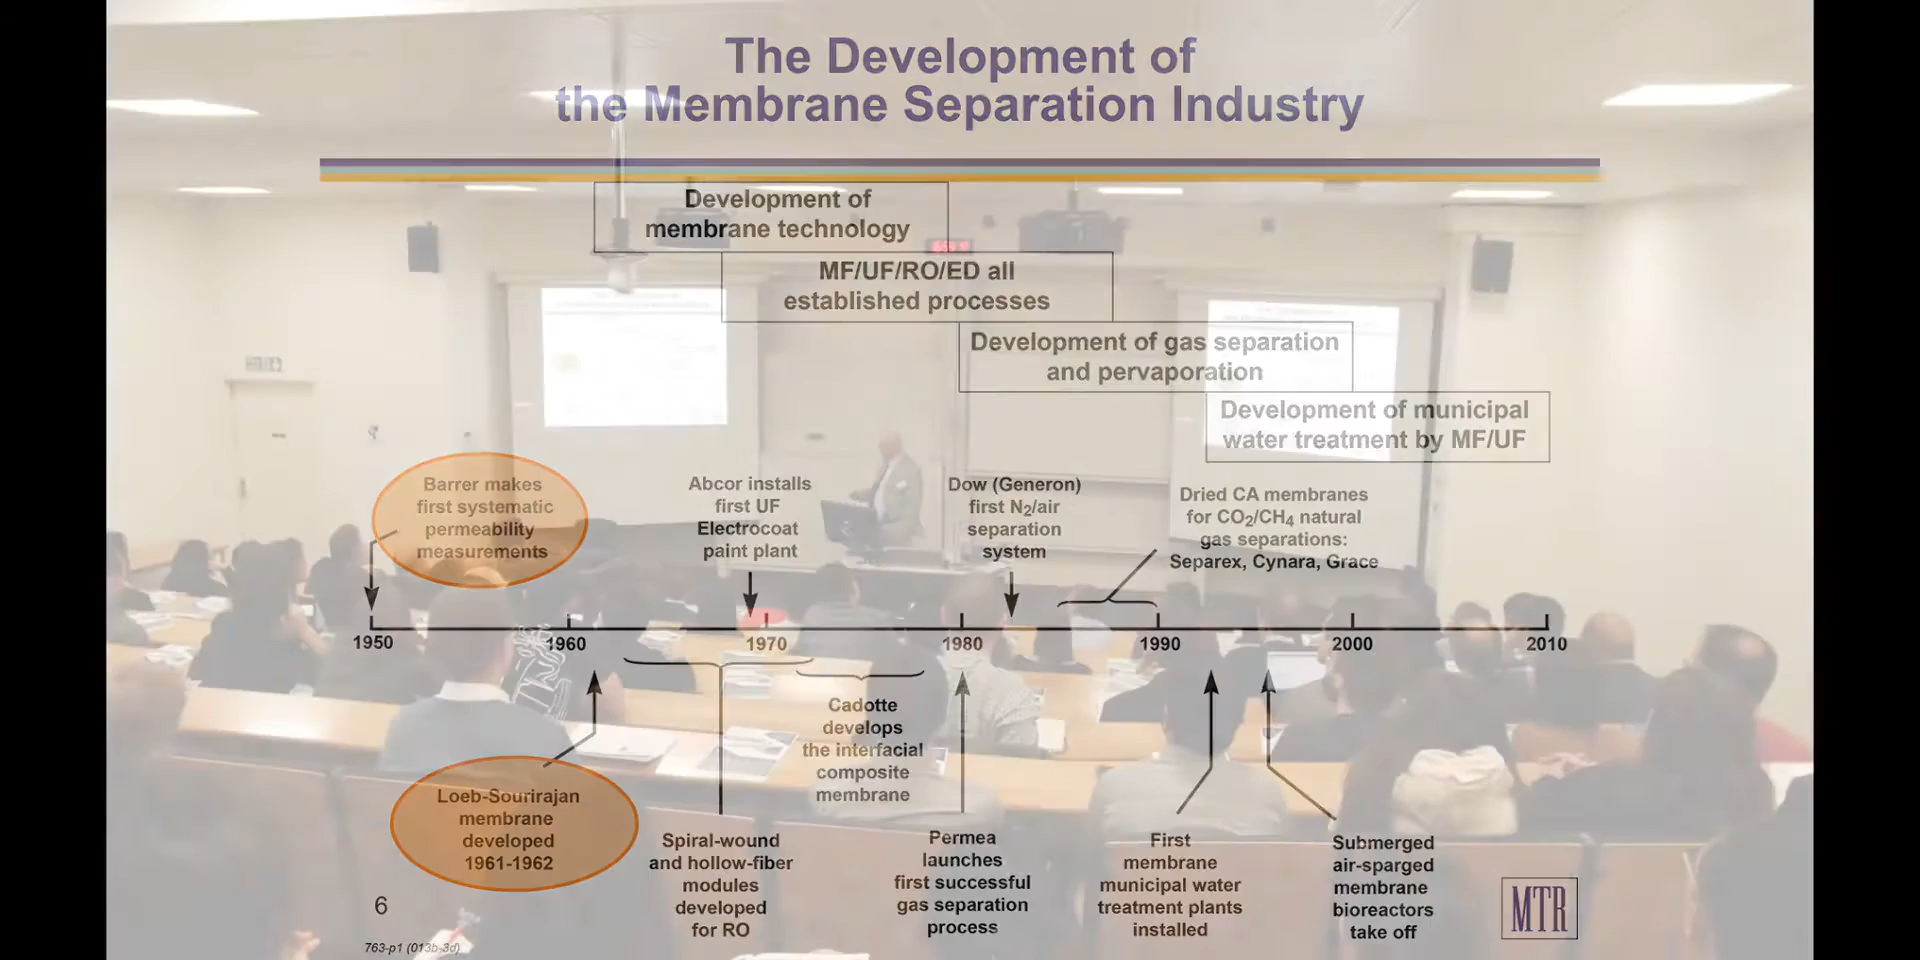 The Development of
the Membrane Separation Industry
Development of
membrane technology
MF/UF/RO/ED all
established processes
Development of gas separation
and pervaporation
Development of municipal
water treatment by MF/UF
Barrer makes
first systematic
permeability
measurements
Abcor installs
first UF
Electrocoat
paint plant
Dow (Generon)
first N2/air
separation
system
Dried CA membranes
for CO2/CH4 natural
gas separations:
Separex, Cynara, Grace
1950 1960 1970 1980 1990 2000 2010
Loeb-Sourirajan
membrane
developed
1961-1962
Spiral-wound
and hollow-fiber
modules
developed
for RO
Cadotte
develops
the interfacial
composite
membrane
Permea
launches
first successful
gas separation
process
First
membrane
municipal water
treatment plants
installed
Submerged
air-sparged
membrane
bioreactors
take off
6
763-p1 (013b-3d)
MTR